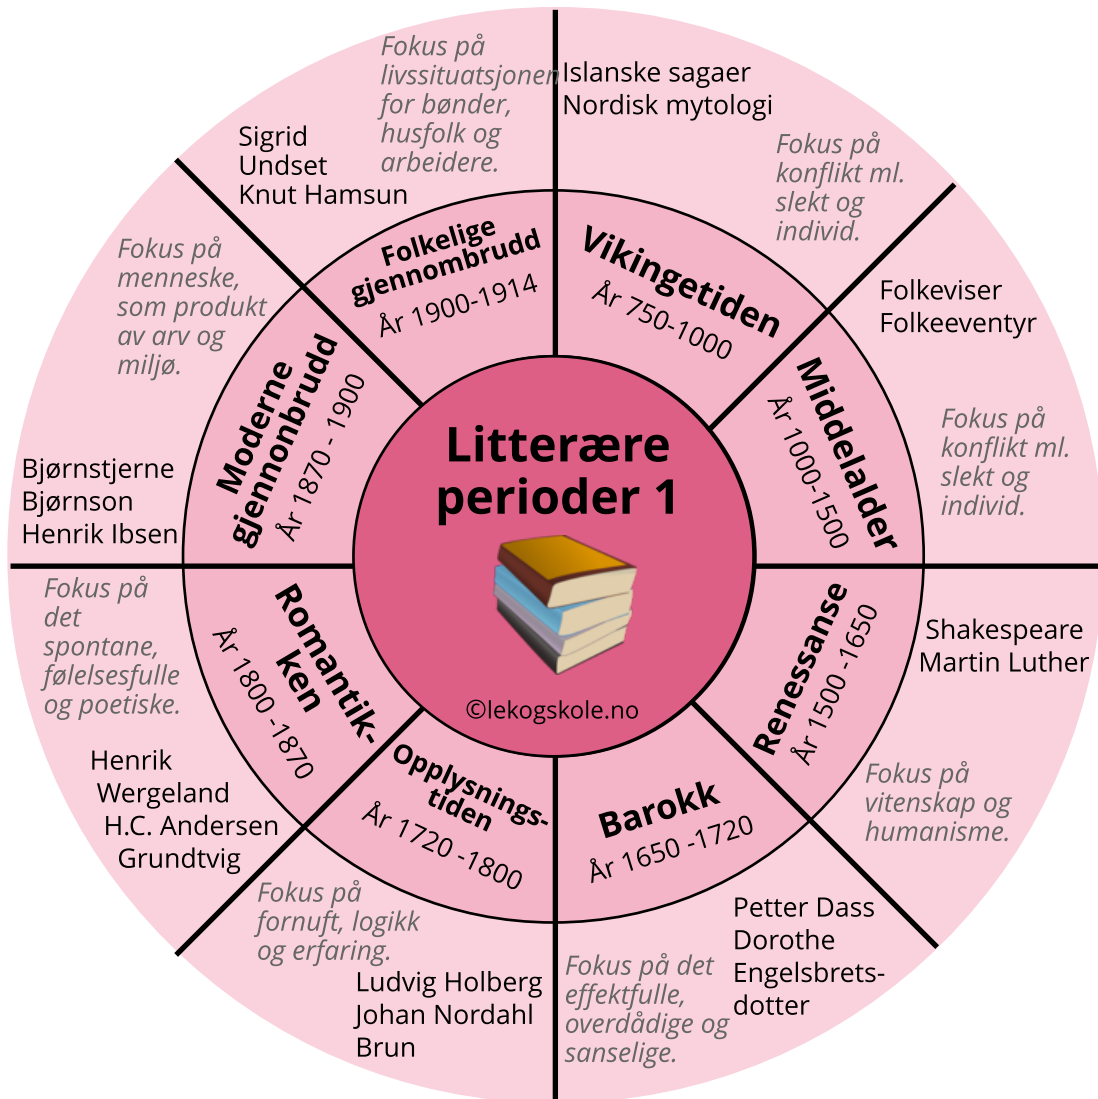 Litterære
perioder 1
©lekogskole.no
Vikingetiden
År 750-1000
Islanske sagaer
Nordisk mytologi
Fokus på
konflikt ml.
slekt og
individ.
Middelalder
År 1000-1500
Folkeviser
Folkeeventyr
Fokus på
konflikt ml.
slekt og
individ.
Renessanse
År 1500 -1650
Shakespeare
Martin Luther
Fokus på
vitenskap og
humanisme.
Barokk
År 1650 -1720
Petter Dass
Dorothe
Engelsbrets-
dotter
Fokus på det
effektfulle,
overdådige og
sanselige.
Opplysnings-
tiden
År 1720 -1800
Fokus på
fornuft, logikk
og erfaring.
Ludvig Holberg
Johan Nordahl
Brun
Romantik-
ken
År 1800 -1870
Fokus på
det
spontane,
følelsesfulle
og poetiske.
Henrik
Wergeland
H.C. Andersen
Grundtvig
Moderne
gjennonbrudd
År 1870 - 1900
Fokus på
menneske,
som produkt
av arv og
miljø.
Bjørnstjerne
Bjørnson
Henrik Ibsen
Folkelige
gjennombrudd
År 1900-1914
Fokus på
livssituatsjonen
for bønder,
husfolk og
arbeidere.
Sigrid
Undset
Knut Hamsun